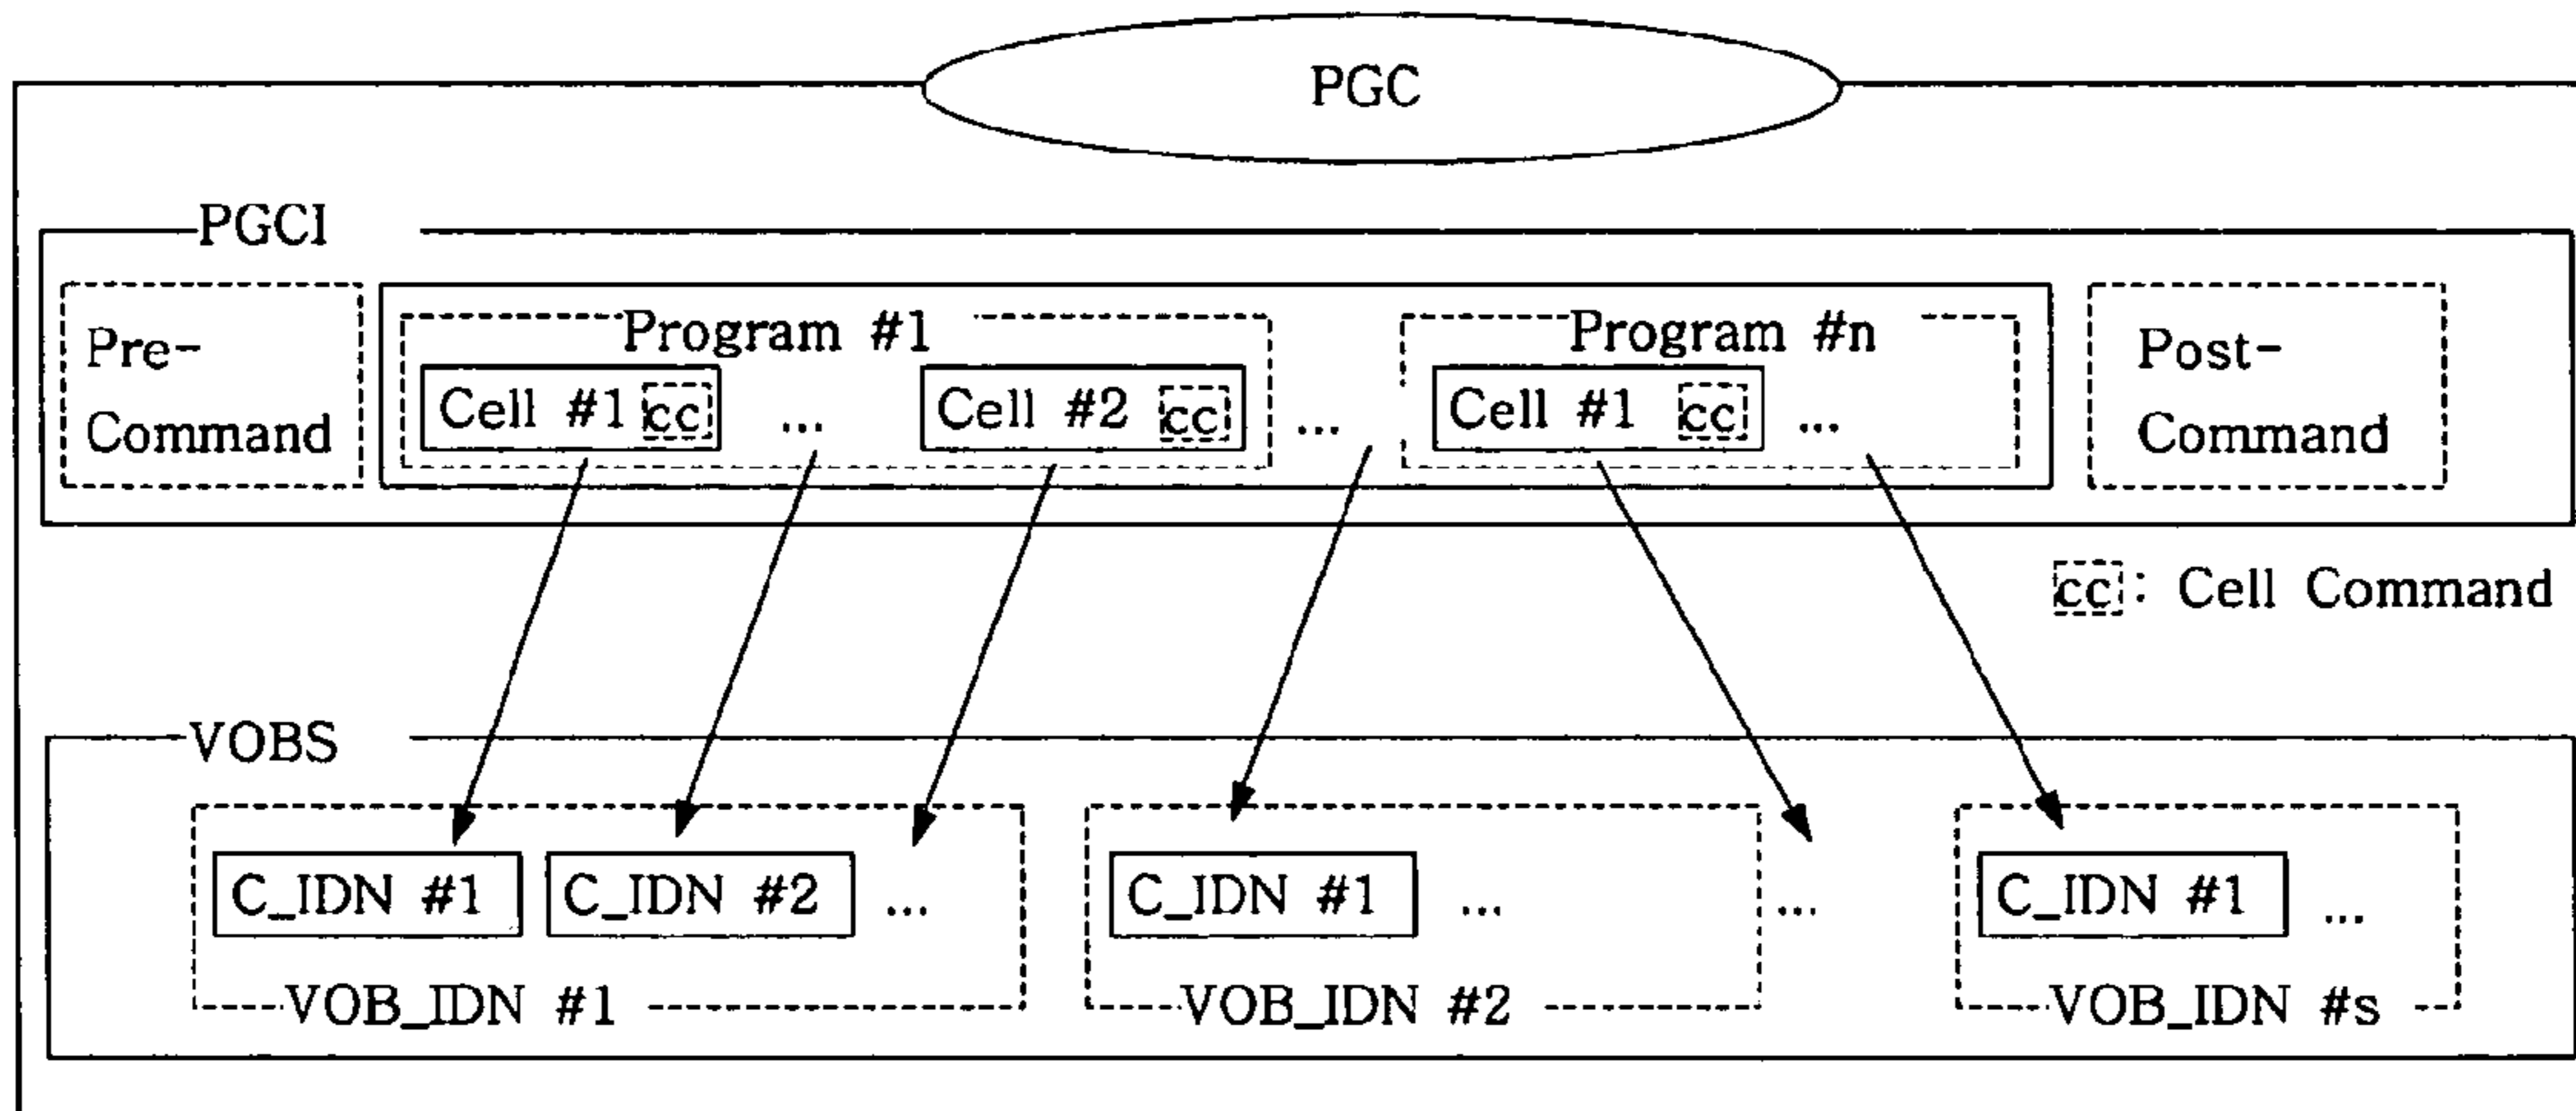 PGC
PGCI
Pre-
Command
Program #1
Cell #1 cc ... Cell #2 cc ...
Program #n
Cell #1 cc ...
Post-
Command
cc : Cell Command
VOBS
C_IDN #1 C_IDN #2 ... C_IDN #1 ... ... C_IDN #1 ...
VOB_IDN #1 VOB_IDN #2 VOB_IDN #s